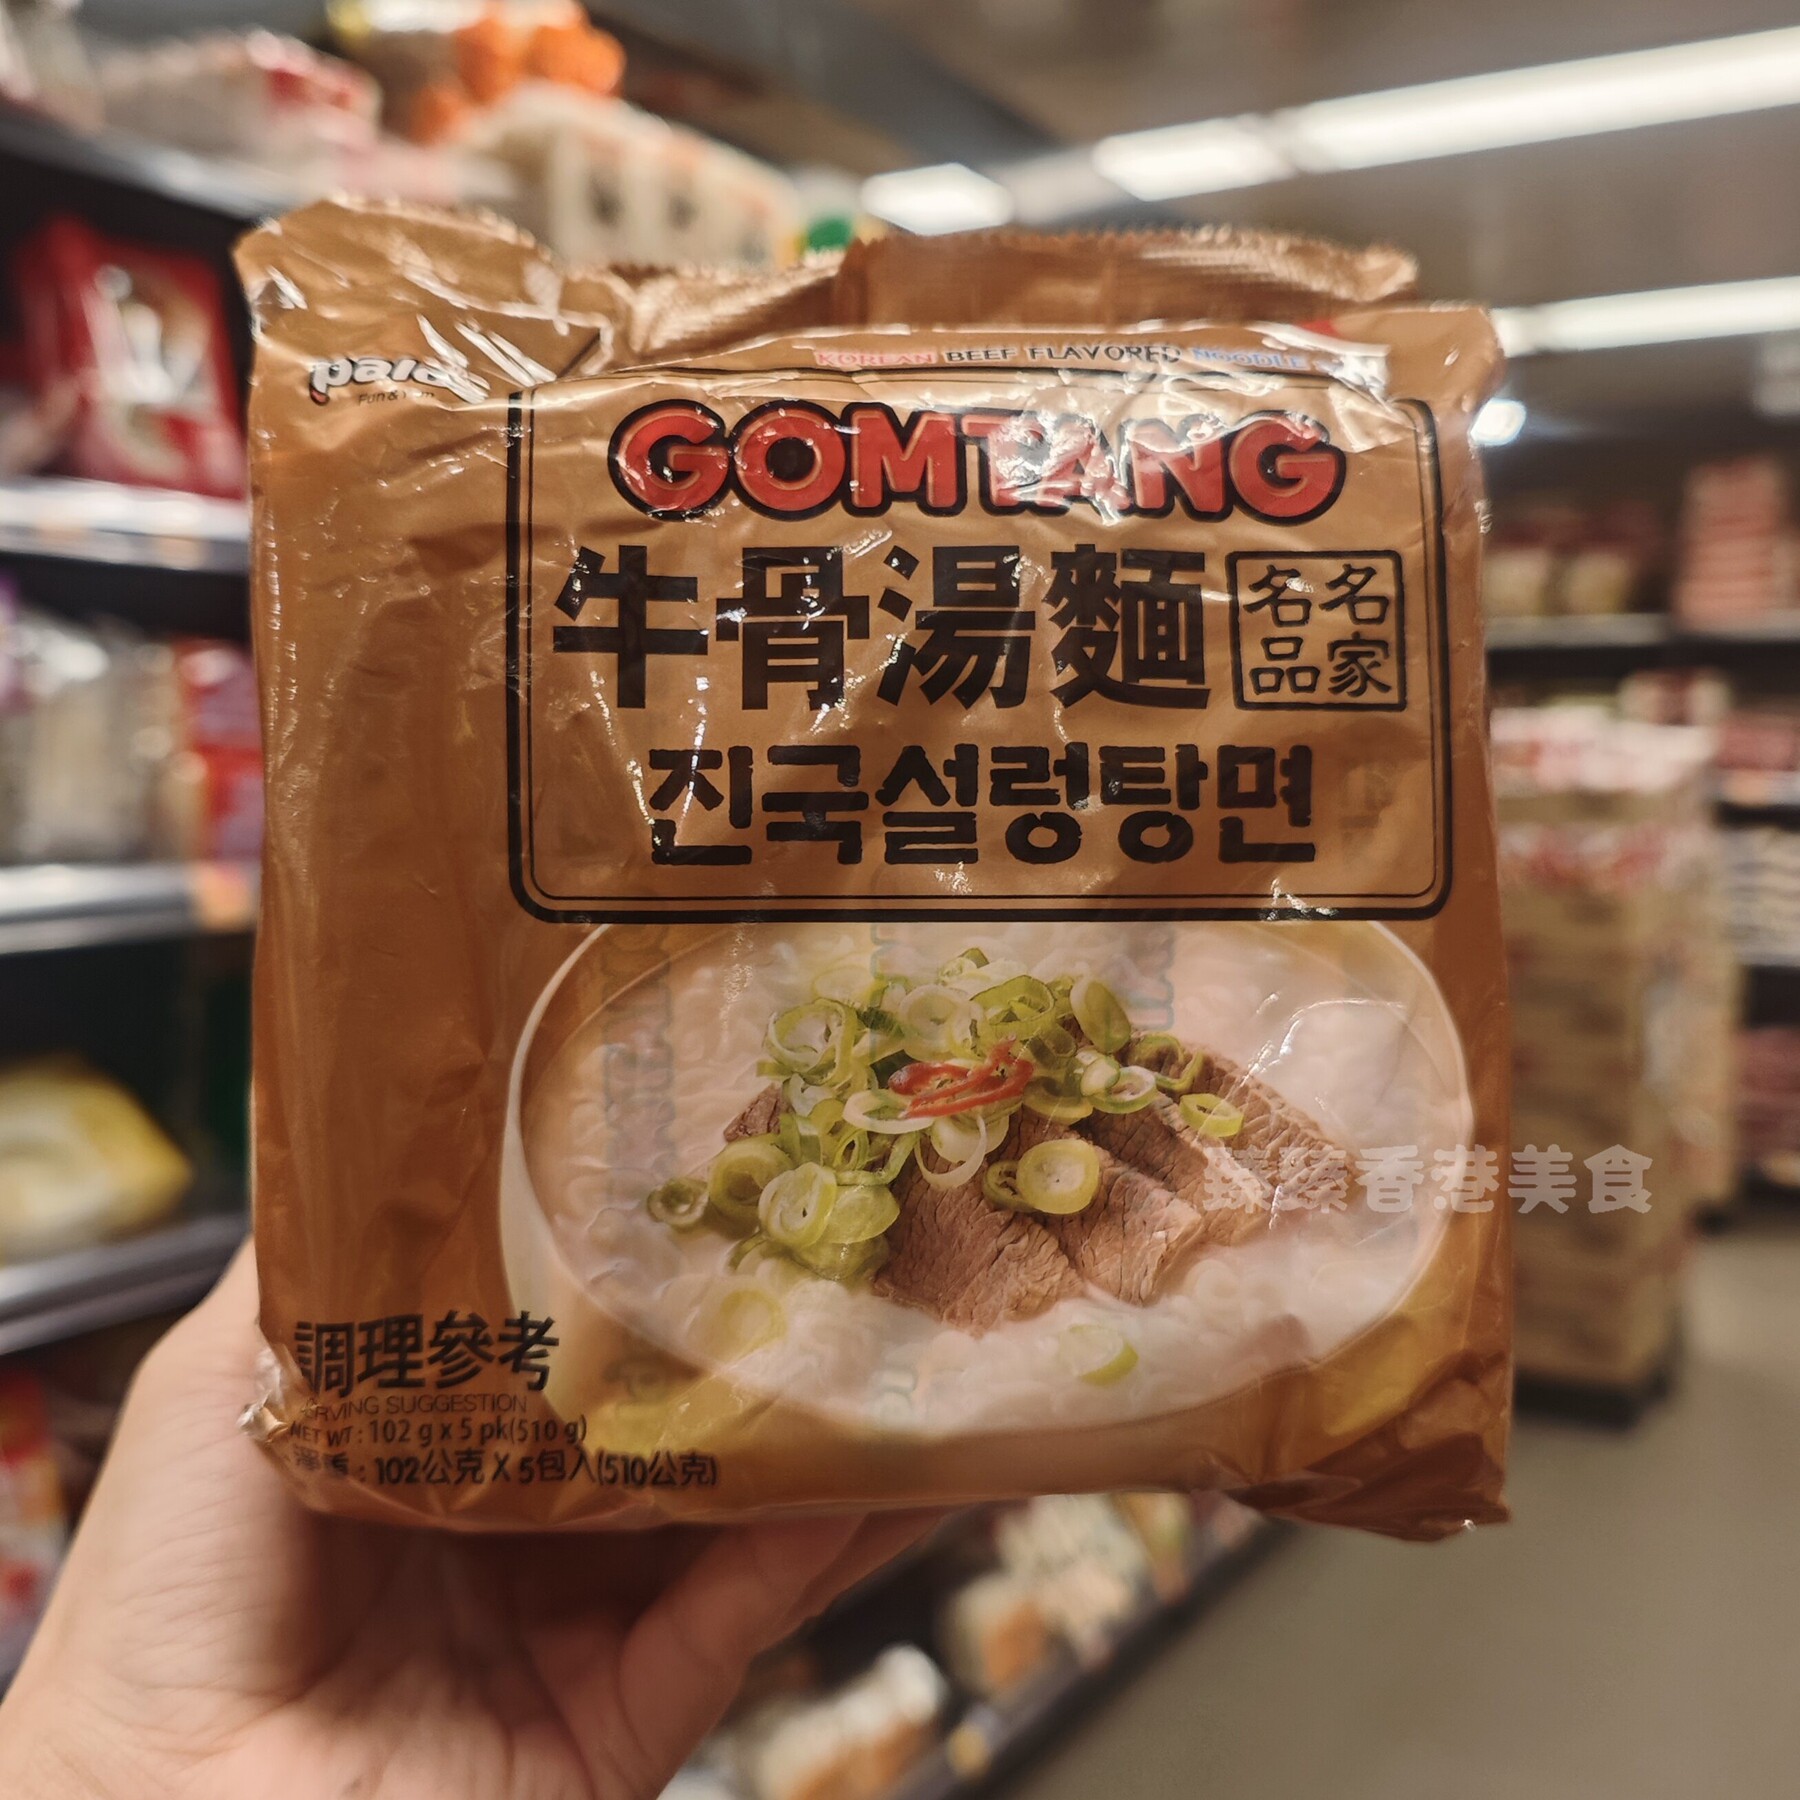 KOREAN BEEF FLAVORED NOODLE
GOMTANG
牛骨湯麵
名家
名品
진국설렁탕면
臻臻香港美食
調理參考
SERVING SUGGESTION
NET WT : 102 g x 5 pk(510 g)
淨重 : 102公克 X 5包入(510公克)